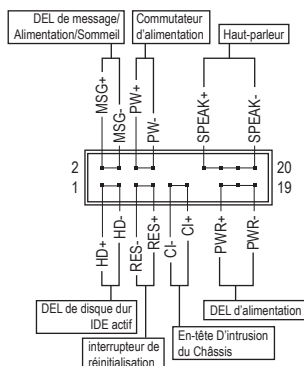 DEL de message/
Alimentation/Sommeil
Commutateur
d'alimentation
Haut-parleur
MSG+
MSG-
PW+
PW-
SPEAK+
SPEAK-
2
20
1
19
HD+
HD-
RES-
RES+
CI-
CI+
PWR+
PWR-
DEL de disque dur
IDE actif
interrupteur de
réinitialisation
En-tête D'intrusion
du Châssis
DEL d'alimentation